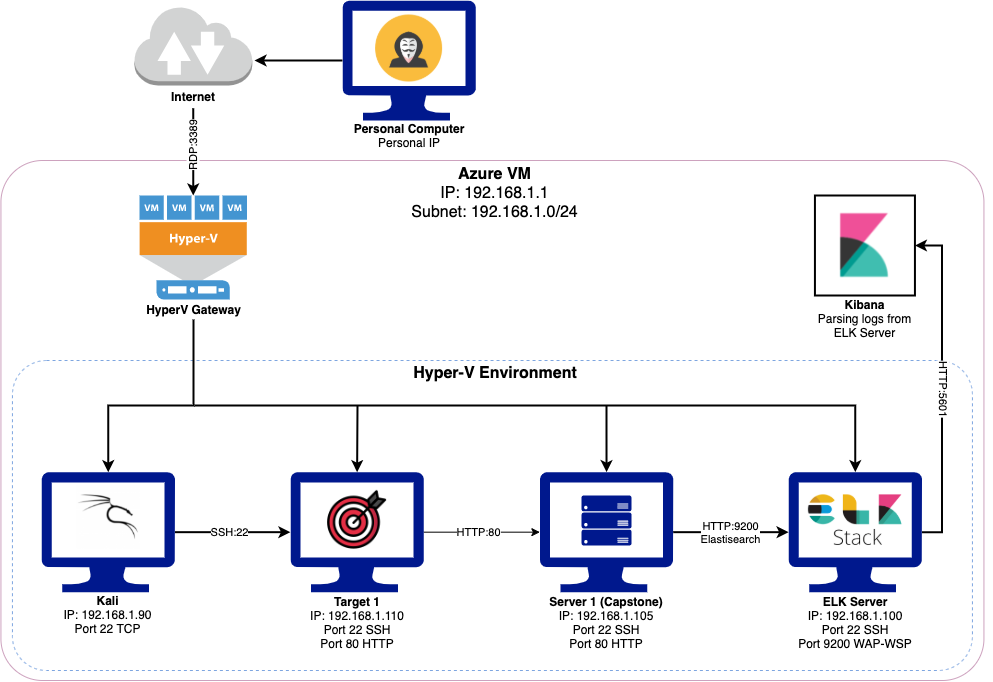 Internet
Personal Computer
Personal IP
RDP:3389
Azure VM
IP: 192.168.1.1
Subnet: 192.168.1.0/24
VM VM VM VM
Hyper-V
HyperV Gateway
Kibana
Parsing logs from
ELK Server
HTTP:5601
Hyper-V Environment
SSH:22
HTTP:80
HTTP:9200
Elastisearch
ELK
Stack
Kali
IP: 192.168.1.90
Port 22 TCP
Target 1
IP: 192.168.1.110
Port 22 SSH
Port 80 HTTP
Server 1 (Capstone)
IP: 192.168.1.105
Port 22 SSH
Port 80 HTTP
ELK Server
IP: 192.168.1.100
Port 22 SSH
Port 9200 WAP-WSP